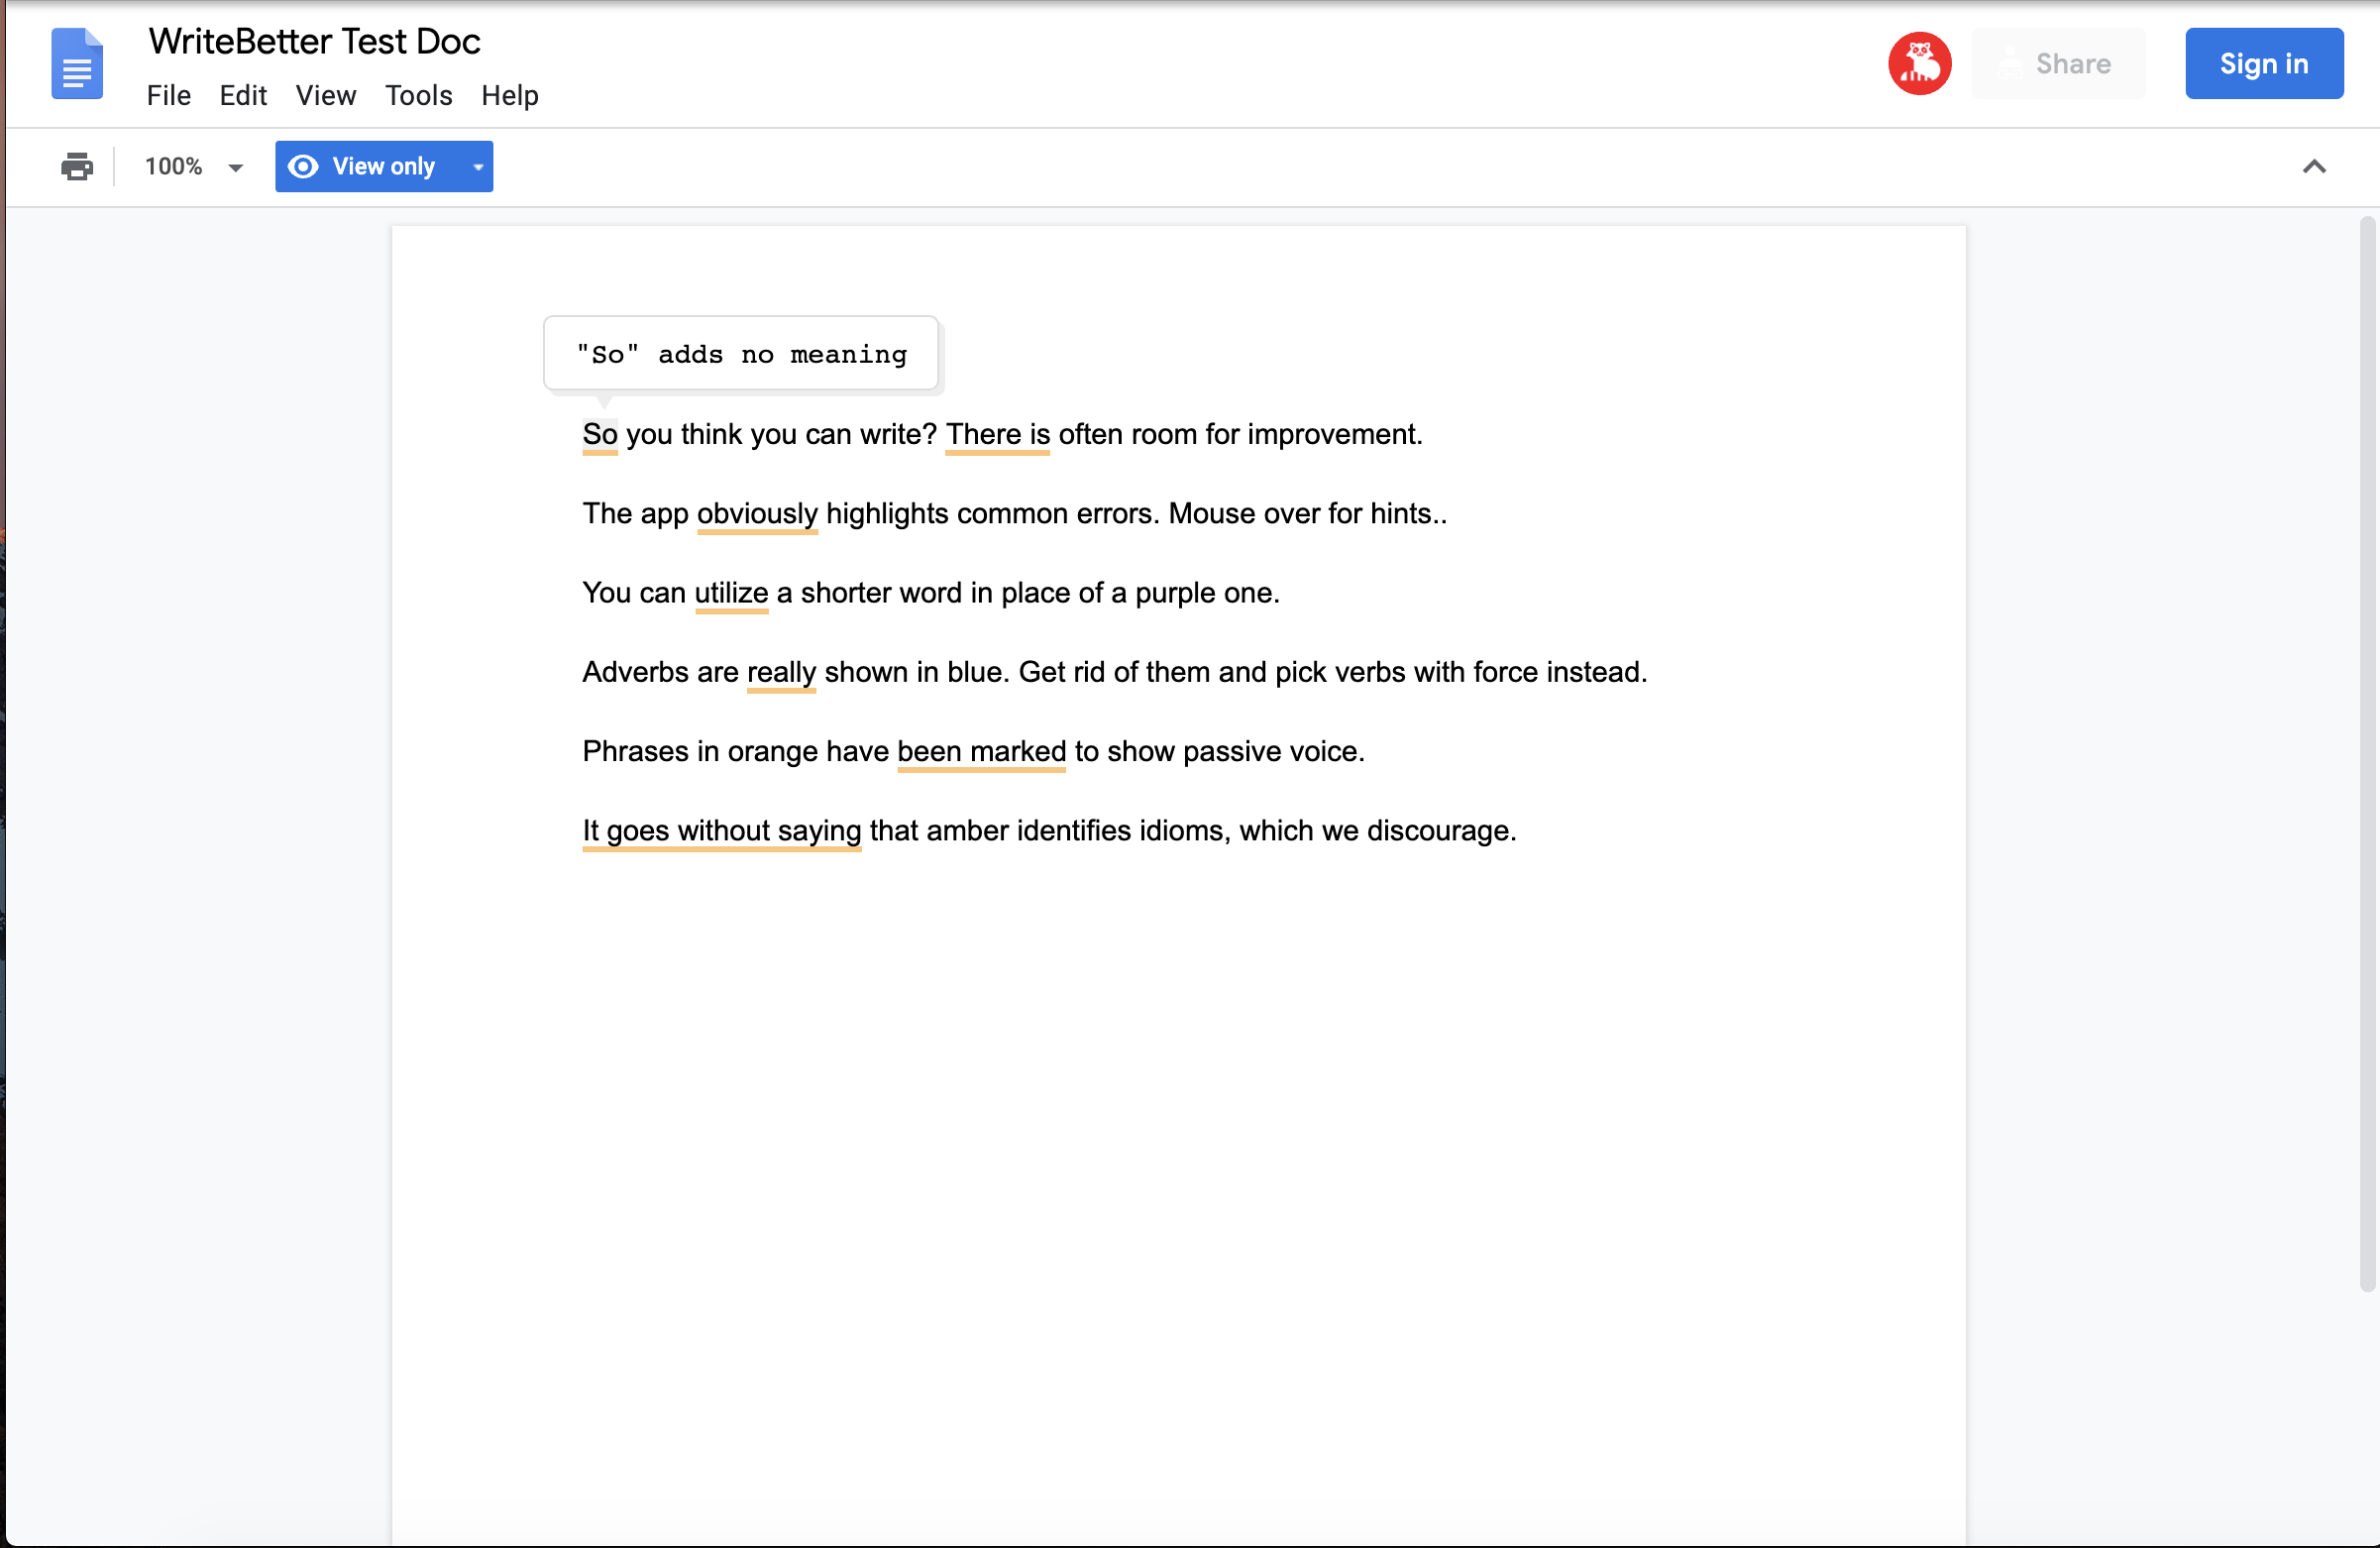 WriteBetter Test Doc
File Edit View Tools Help
Share
Sign in
100%
View only
"So" adds no meaning
So you think you can write? There is often room for improvement.
The app obviously highlights common errors. Mouse over for hints..
You can utilize a shorter word in place of a purple one.
Adverbs are really shown in blue. Get rid of them and pick verbs with force instead.
Phrases in orange have been marked to show passive voice.
It goes without saying that amber identifies idioms, which we discourage.